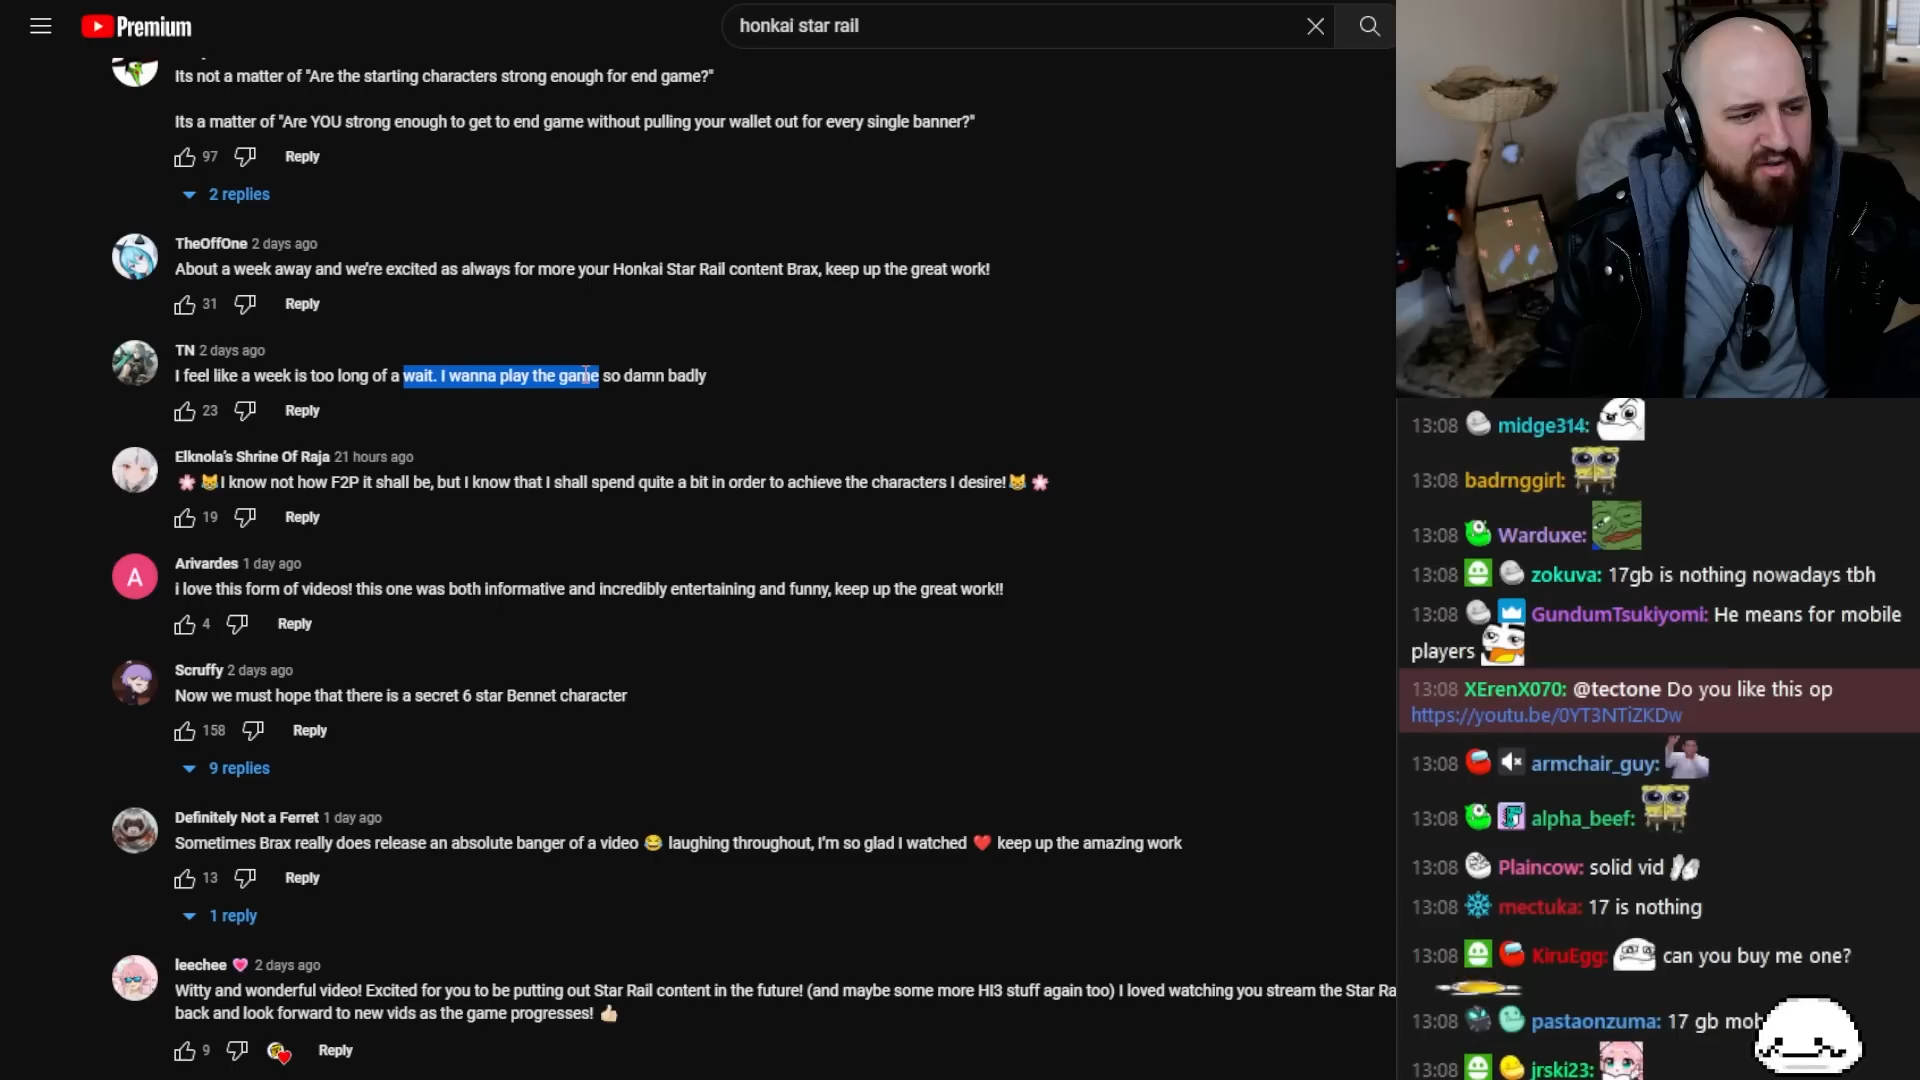 Premium
honkai star rail
Its not a matter of "Are the starting characters strong enough for end game?"
Its a matter of "Are YOU strong enough to get to end game without pulling your wallet out for every single banner?"
97 Reply
2 replies
TheOffOne 2 days ago
About a week away and we're excited as always for more your Honkai Star Rail content Brax, keep up the great work!
31 Reply
TN 2 days ago
I feel like a week is too long of a wait. I wanna play the game so damn badly
23 Reply
Elknola's Shrine Of Raja 21 hours ago
🌸 😹I know not how F2P it shall be, but I know that I shall spend quite a bit in order to achieve the characters I desire!😹 🌸
19 Reply
A
Arivardes 1 day ago
i love this form of videos! this one was both informative and incredibly entertaining and funny, keep up the great work!!
4 Reply
Scruffy 2 days ago
Now we must hope that there is a secret 6 star Bennet character
158 Reply
9 replies
Definitely Not a Ferret 1 day ago
Sometimes Brax really does release an absolute banger of a video 😂 laughing throughout, I'm so glad I watched ❤️ keep up the amazing work
13 Reply
1 reply
leechee 💗 2 days ago
Witty and wonderful video! Excited for you to be putting out Star Rail content in the future! (and maybe some more HI3 stuff again too) I loved watching you stream the Star Ra
back and look forward to new vids as the game progresses! 👍🏻
9 Reply
13:08 midge314:
13:08 badrnggirl:
13:08 Warduxe:
13:08 zokuva: 17gb is nothing nowadays tbh
13:08 GundumTsukiyomi: He means for mobile
players
13:08 XErenX070: @tectone Do you like this op
https://youtu.be/0YT3NTiZKDw
13:08 armchair_guy:
13:08 alpha_beef:
13:08 Plaincow: solid vid
13:08 mectuka: 17 is nothing
13:08 KiruEgg: can you buy me one?
13:08 pastaonzuma: 17 gb moh
13:08 jrski23: